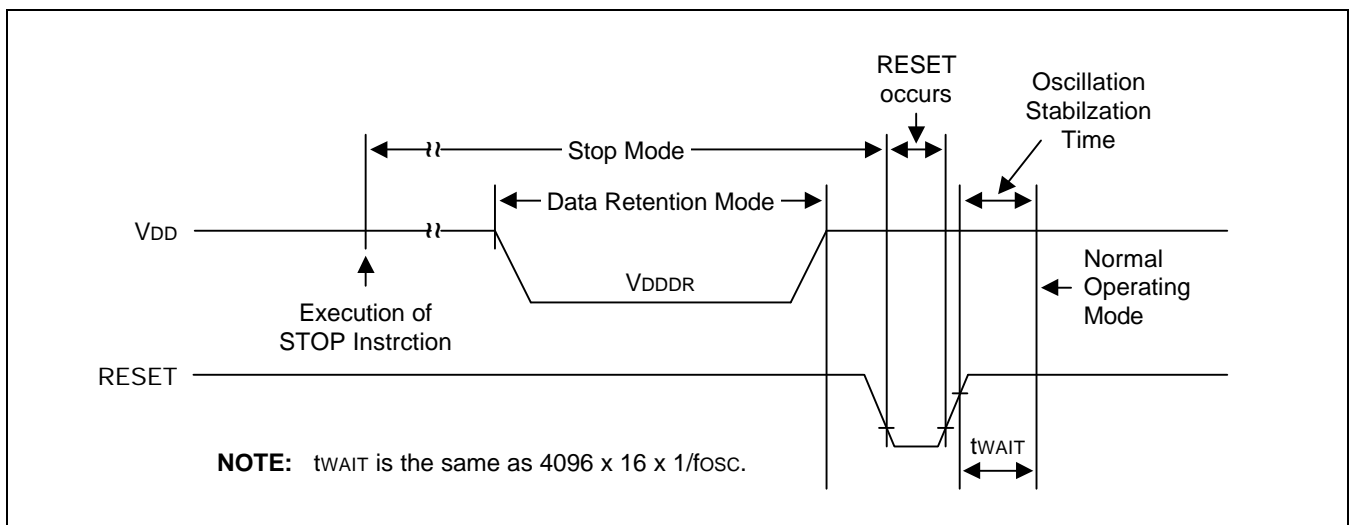 RESET
occurs
Oscillation
Stabilzation
Time
Stop Mode
Data Retention Mode
VDD
VDDDR
Execution of
STOP Instrction
Normal
Operating
Mode
RESET
tWAIT
NOTE: tWAIT is the same as 4096 x 16 x 1/fOSC.